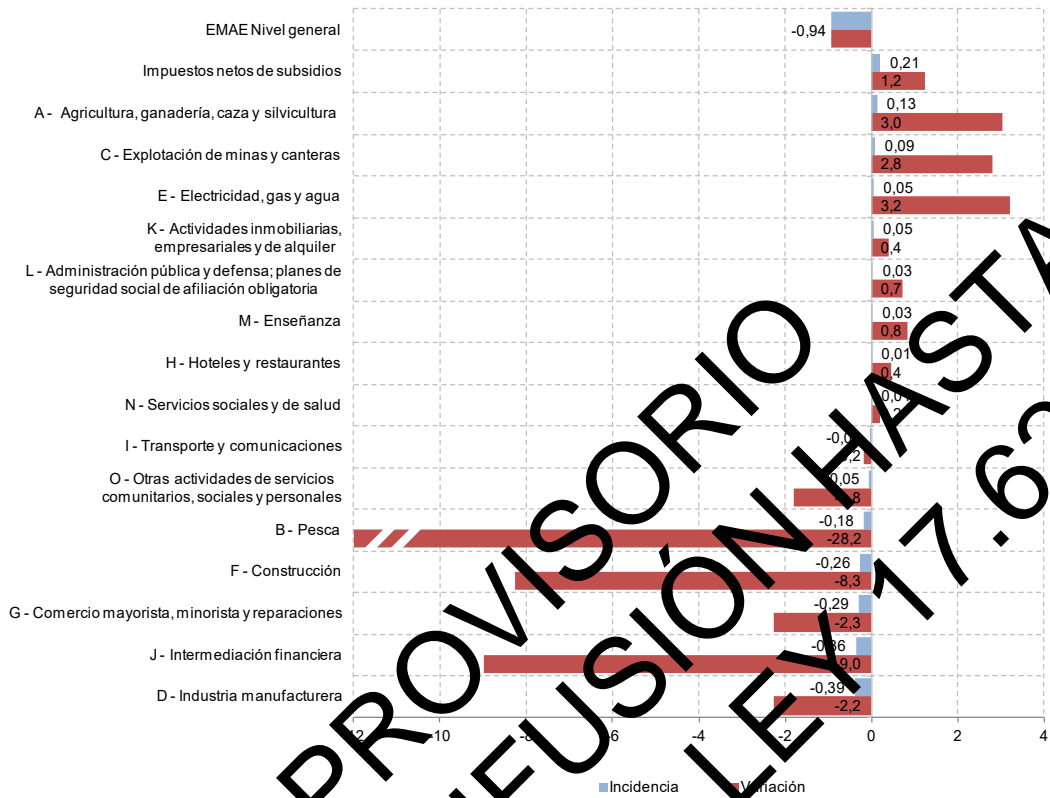 EMAE Nivel general
-0,94
Impuestos netos de subsidios
0,21
1,2
A - Agricultura, ganadería, caza y silvicultura
0,13
3,0
C - Explotación de minas y canteras
0,09
2,8
E - Electricidad, gas y agua
0,05
3,2
K - Actividades inmobiliarias,
empresariales y de alquiler
0,05
0,4
L - Administración pública y defensa; planes de
seguridad social de afiliación obligatoria
0,03
0,7
M - Enseñanza
0,03
0,8
H - Hoteles y restaurantes
0,01
0,4
N - Servicios sociales y de salud
I - Transporte y comunicaciones
O - Otras actividades de servicios
comunitarios, sociales y personales
B - Pesca
-0,18
-28,2
F - Construcción
-0,26
-8,3
G - Comercio mayorista, minorista y reparaciones
-0,29
-2,3
J - Intermediación financiera
D - Industria manufacturera
-0,39
-2,2
-10 -8 -6 -4 -2 0 2 4
Incidencia Variación
PROVISORIO
HASTA
LEY 17.